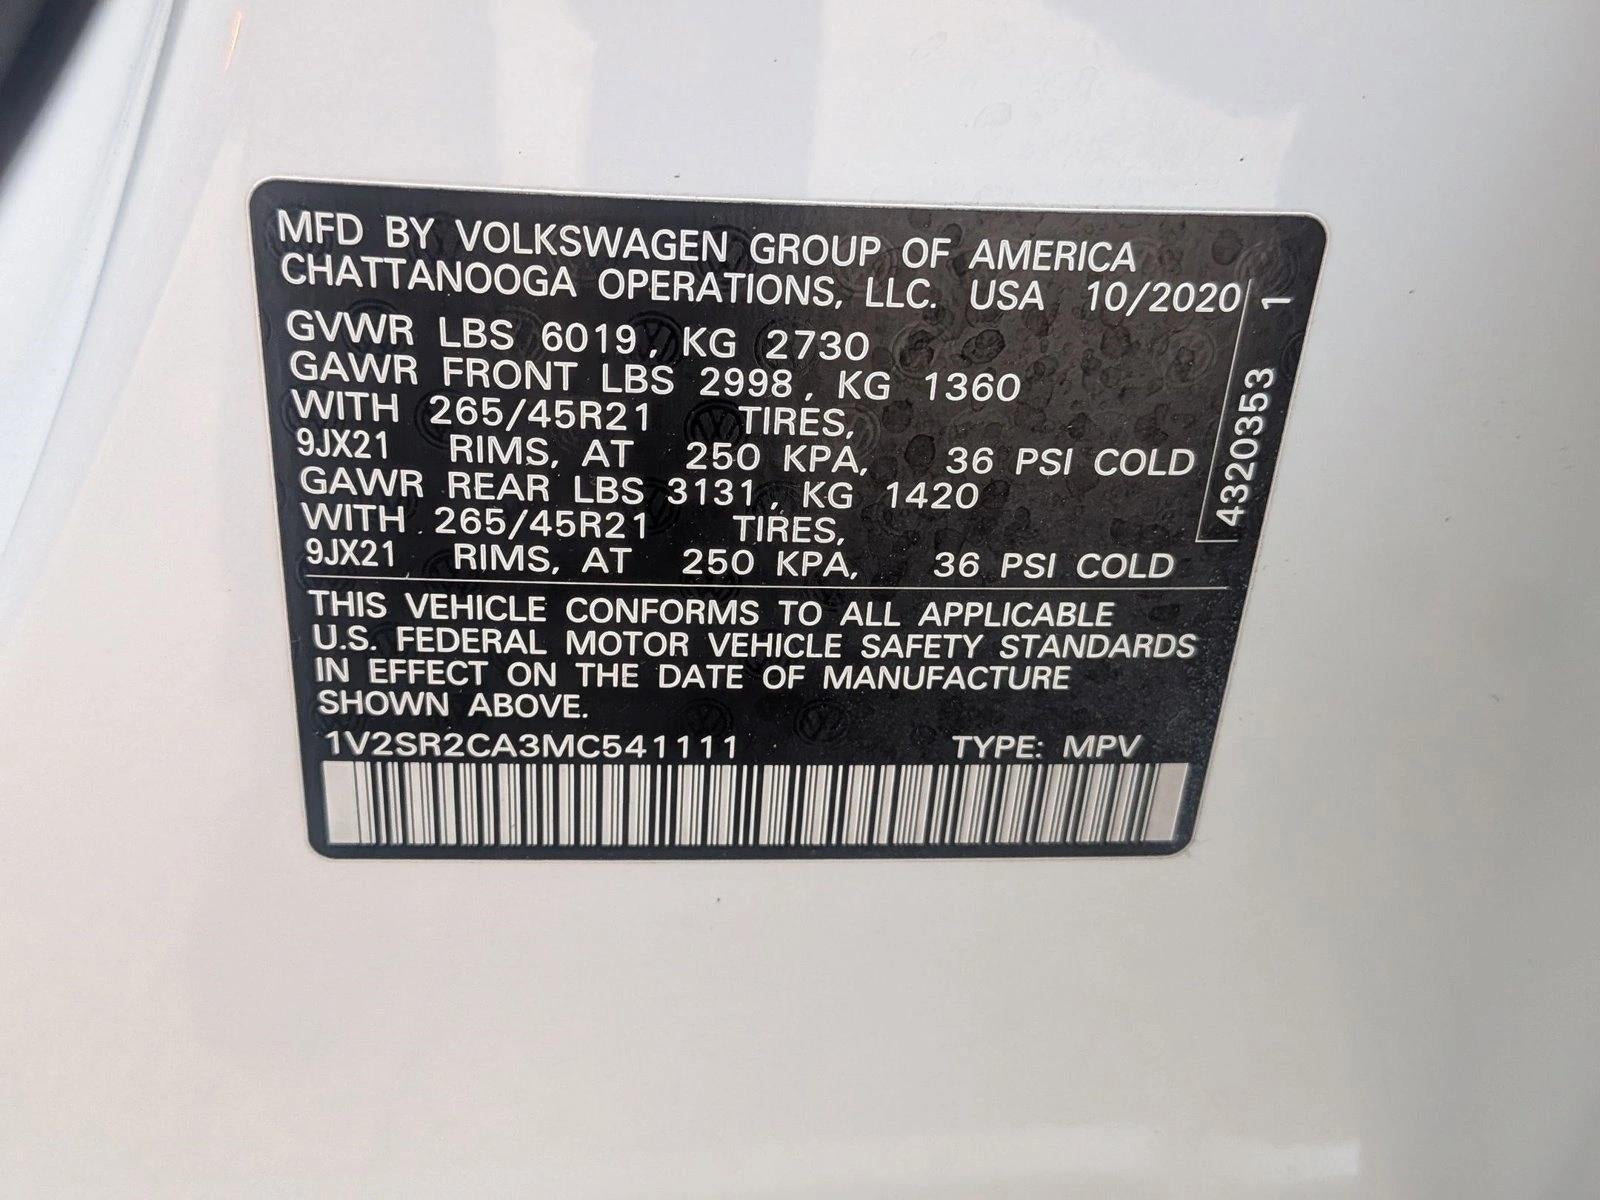 MFD BY VOLKSWAGEN GROUP OF AMERICA
CHATTANOOGA OPERATIONS, LLC. USA 10/2020
GVWR LBS 6019, KG 2730
GAWR FRONT LBS 2998, KG 1360
WITH 265/45R21 TIRES,
9JX21 RIMS, AT 250 KPA, 36 PSI COLD
GAWR REAR LBS 3131, KG 1420
WITH 265/45R21 TIRES,
9JX21 RIMS, AT 250 KPA, 36 PSI COLD
4320353 1
THIS VEHICLE CONFORMS TO ALL APPLICABLE
U.S. FEDERAL MOTOR VEHICLE SAFETY STANDARDS
IN EFFECT ON THE DATE OF MANUFACTURE
SHOWN ABOVE.
1V2SR2CA3MC541111 TYPE: MPV